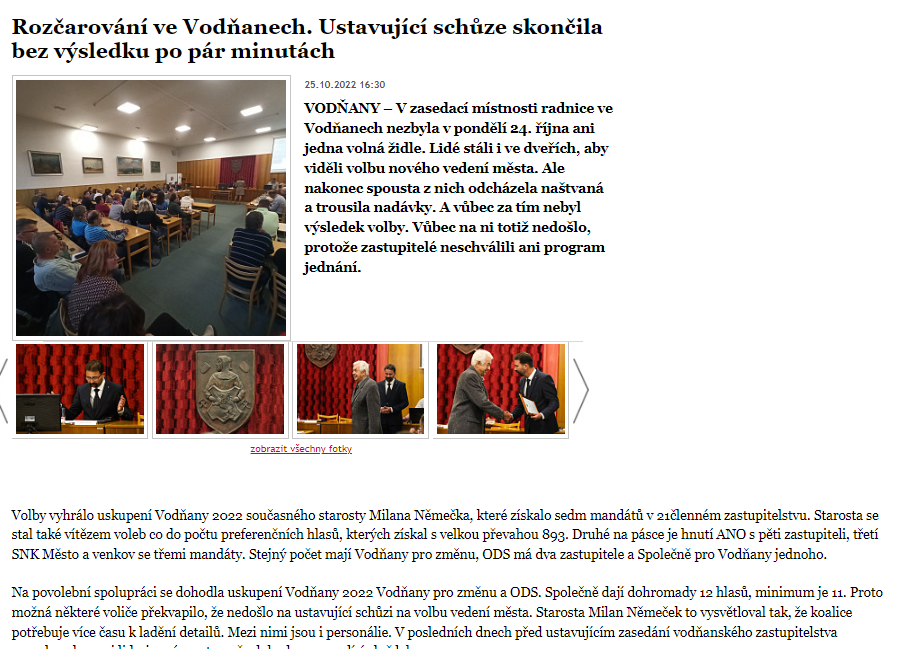 Rozčarování ve Vodňanech. Ustavující schůze skončila
bez výsledku po pár minutách
25.10.2022 16:30
VODŇANY – V zasedací místnosti radnice ve
Vodňanech nezbyla v pondělí 24. října ani
jedna volná židle. Lidé stáli i ve dveřích, aby
viděli volbu nového vedení města. Ale
nakonec spousta z nich odcházela naštvaná
a trousila nadávky. A vůbec za tím nebyl
výsledek volby. Vůbec na ni totiž nedošlo,
protože zastupitelé neschválili ani program
jednání.
zobrazit všechny fotky
Volby vyhrálo uskupení Vodňany 2022 současného starosty Milana Němečka, které získalo sedm mandátů v 21členném zastupitelstvu. Starosta se
stal také vítězem voleb co do počtu preferenčních hlasů, kterých získal s velkou převahou 893. Druhé na pásce je hnutí ANO s pěti zastupiteli, třetí
SNK Město a venkov se třemi mandáty. Stejný počet mají Vodňany pro změnu, ODS má dva zastupitele a Společně pro Vodňany jednoho.
Na povolební spolupráci se dohodla uskupení Vodňany 2022 Vodňany pro změnu a ODS. Společně dají dohromady 12 hlasů, minimum je 11. Proto
možná některé voliče překvapilo, že nedošlo na ustavující schůzi na volbu vedení města. Starosta Milan Němeček to vysvětloval tak, že koalice
potřebuje více času k ladění detailů. Mezi nimi jsou i personálie. V posledních dnech před ustavujícím zasedání vodňanského zastupitelstva